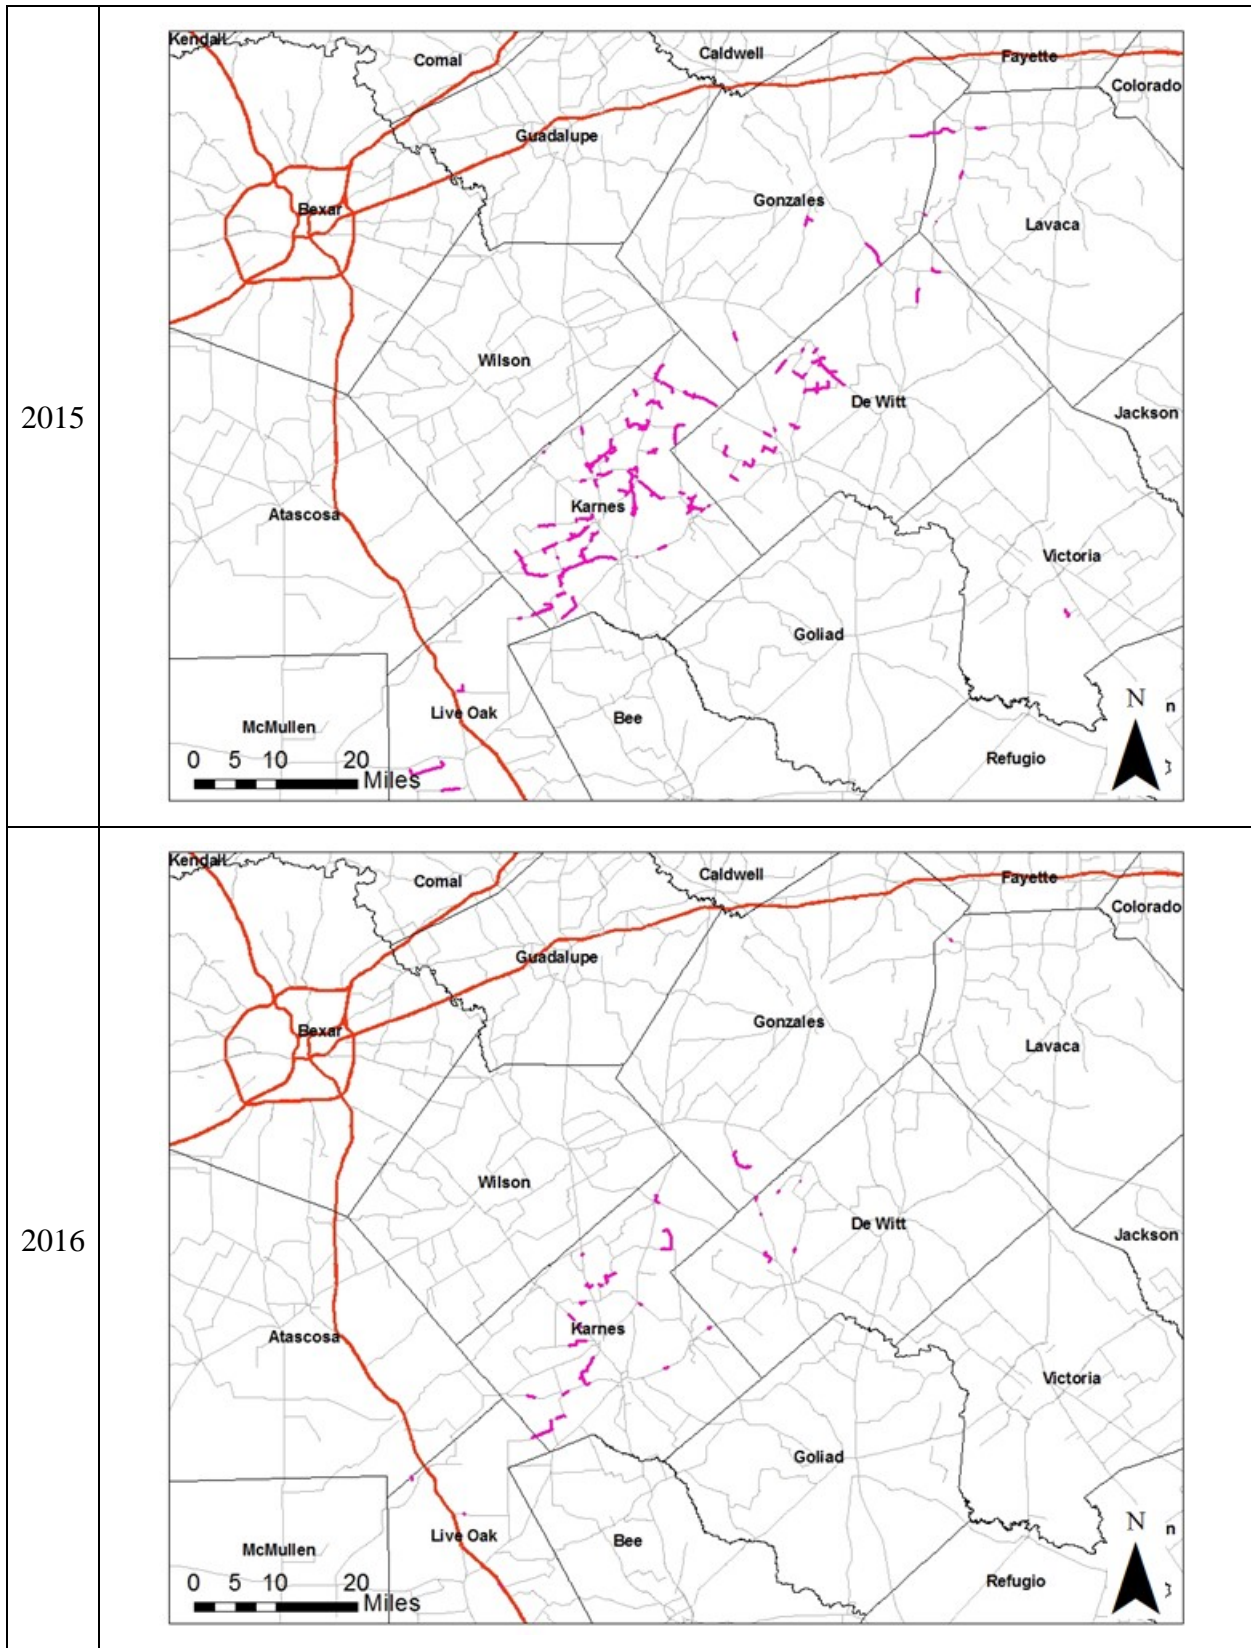 2015
Kendall
Comal
Caldwell
Fayette
Colorado
Guadalupe
Bexar
Gonzales
Lavaca
Wilson
De Witt
Jackson
Karnes
Atascosa
Victoria
Goliad
Live Oak
McMullen
Bee
Refugio
N
n
0 5 10 20
Miles
2016
Kendall
Comal
Caldwell
Fayette
Colorado
Guadalupe
Bexar
Gonzales
Lavaca
Wilson
De Witt
Jackson
Karnes
Atascosa
Victoria
Goliad
Live Oak
McMullen
Bee
Refugio
N
n
0 5 10 20
Miles